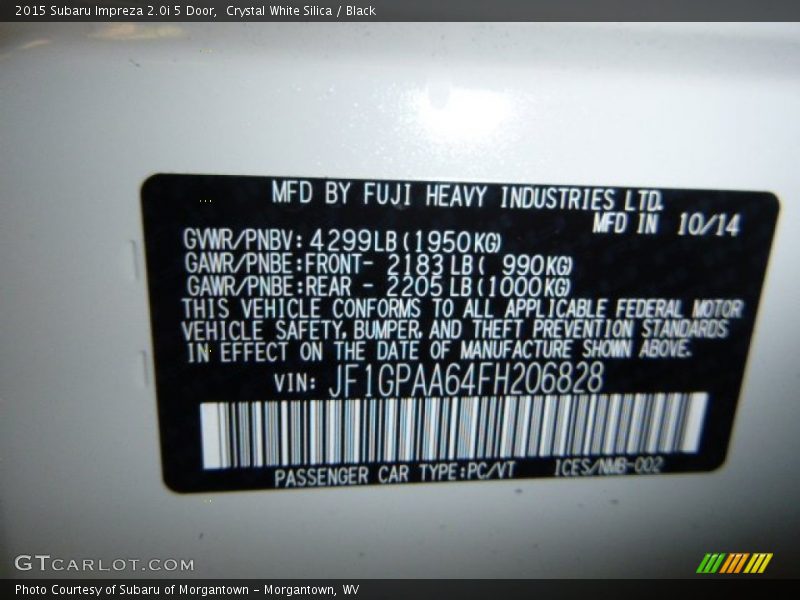 2015 Subaru Impreza 2.0i 5 Door,  Crystal White Silica / Black
MFD BY FUJI HEAVY INDUSTRIES LTD.
MFD IN 10/14
GVWR/PNBV: 4299LB(1950KG)
GAWR/PNBE:FRONT- 2183 LB( 990KG)
GAWR/PNBE:REAR - 2205 LB(1000KG)
THIS VEHICLE CONFORMS TO ALL APPLICABLE FEDERAL MOTOR
VEHICLE SAFETY, BUMPER, AND THEFT PREVENTION STANDARDS
IN EFFECT ON THE DATE OF MANUFACTURE SHOWN ABOVE.
VIN: JF1GPAA64FH206828
PASSENGER CAR TYPE:PC/VT ICES/NMB-002
GTCARLOT.COM
Photo Courtesy of Subaru of Morgantown - Morgantown, WV